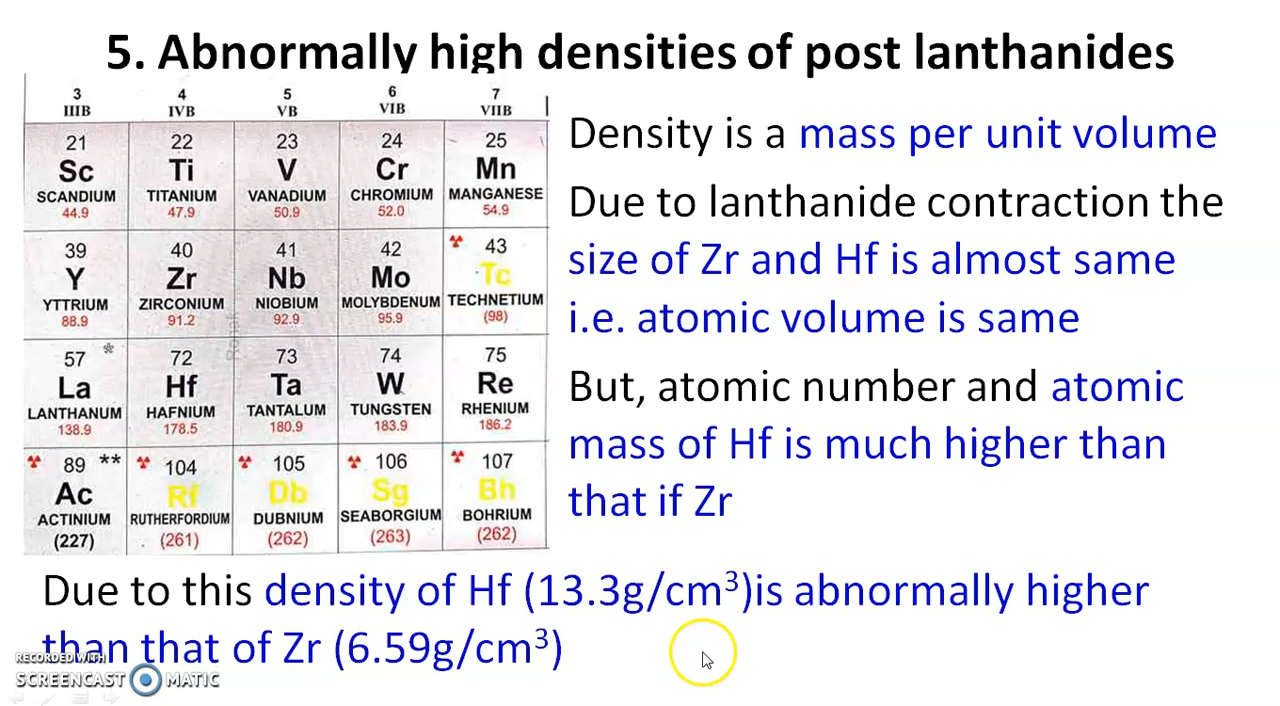 5. Abnormally high densities of post lanthanides
3 4 5 6 7
IIIB IVB VB VIB VIIB
21 22 23 24 25
Sc Ti V Cr Mn
SCANDIUM TITANIUM VANADIUM CHROMIUM MANGANESE
44.9 47.9 50.9 52.0 54.9
39 40 41 42 43
Y Zr Nb Mo Tc
YTTRIUM ZIRCONIUM NIOBIUM MOLYBDENUM TECHNETIUM
88.9 91.2 92.9 95.9 (98)
57 * 72 73 74 75
La Hf Ta W Re
LANTHANUM HAFNIUM TANTALUM TUNGSTEN RHENIUM
138.9 178.5 180.9 183.9 186.2
89 ** 104 105 106 107
Ac Rf Db Sg Bh
ACTINIUM RUTHERFORDIUM DUBNIUM SEABORGIUM BOHRIUM
(227) (261) (262) (263) (262)
Density is a mass per unit volume
Due to lanthanide contraction the
size of Zr and Hf is almost same
i.e. atomic volume is same
But, atomic number and atomic
mass of Hf is much higher than
that if Zr
Due to this density of Hf (13.3g/cm³)is abnormally higher
than that of Zr (6.59g/cm³)
RECORDED WITH
SCREENCAST MATIC